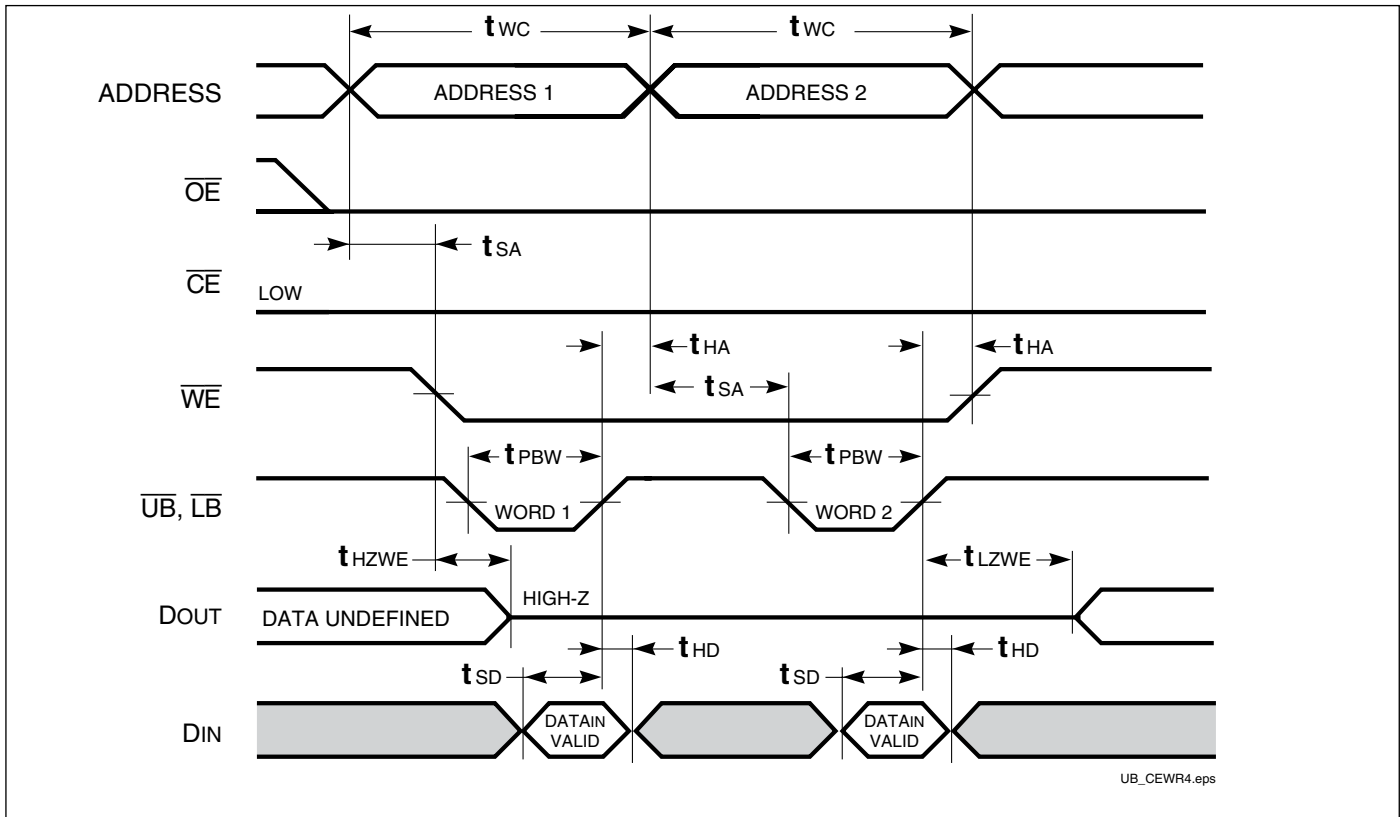 tWC tWC
ADDRESS ADDRESS 1 ADDRESS 2
OE
tSA
CE LOW
tHA tHA
WE tSA
tPBW tPBW
UB, LB WORD 1 WORD 2
tHZWE tLZWE
DOUT DATA UNDEFINED HIGH-Z
tHD tHD
tSD tSD
DIN DATAIN VALID DATAIN VALID
UB_CEWR4.eps